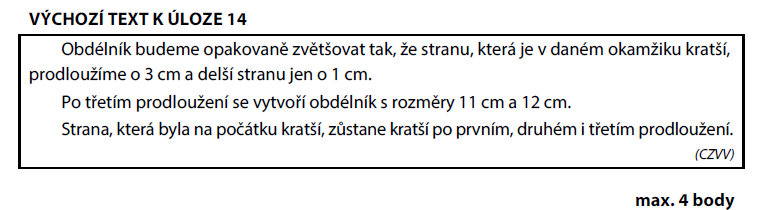 VÝCHOZÍ TEXT K ÚLOZE 14
Obdélník budeme opakovaně zvětšovat tak, že stranu, která je v daném okamžiku kratší,
prodloužíme o 3 cm a delší stranu jen o 1 cm.
Po třetím prodloužení se vytvoří obdélník s rozměry 11 cm a 12 cm.
Strana, která byla na počátku kratší, zůstane kratší po prvním, druhém i třetím prodloužení.
(CZVV)
max. 4 body